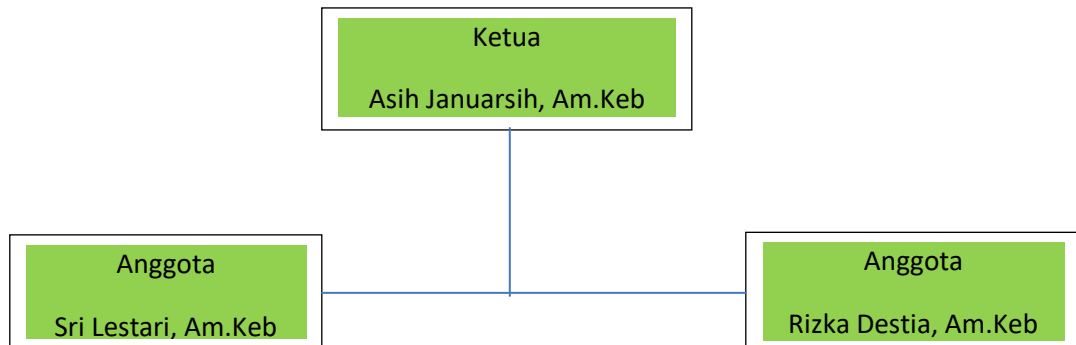 Ketua
Asih Januarsih, Am.Keb
Anggota
Sri Lestari, Am.Keb
Anggota
Rizka Destia, Am.Keb